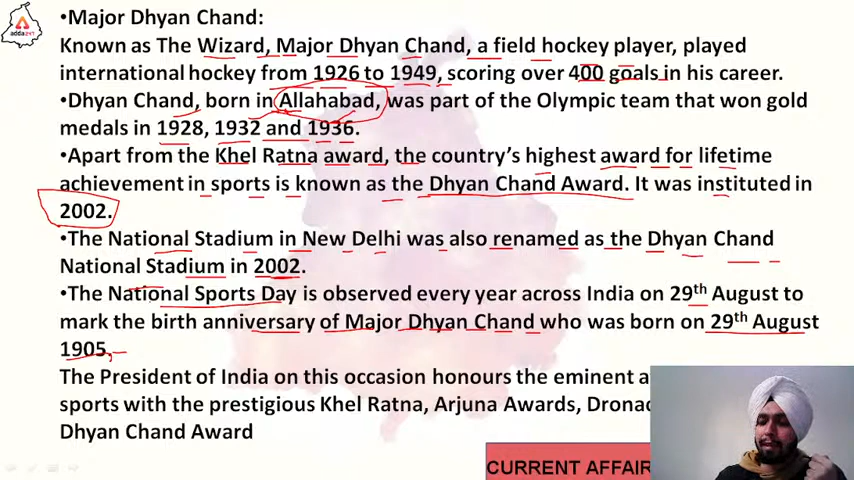 adda247
•Major Dhyan Chand:
Known as The Wizard, Major Dhyan Chand, a field hockey player, played
international hockey from 1926 to 1949, scoring over 400 goals in his career.
•Dhyan Chand, born in Allahabad, was part of the Olympic team that won gold
medals in 1928, 1932 and 1936.
•Apart from the Khel Ratna award, the country's highest award for lifetime
achievement in sports is known as the Dhyan Chand Award. It was instituted in
2002.
•The National Stadium in New Delhi was also renamed as the Dhyan Chand
National Stadium in 2002.
•The National Sports Day is observed every year across India on 29th August to
mark the birth anniversary of Major Dhyan Chand who was born on 29th August
1905.
The President of India on this occasion honours the eminent
sports with the prestigious Khel Ratna, Arjuna Awards,
Dhyan Chand Award
CURRENT AFFAIR